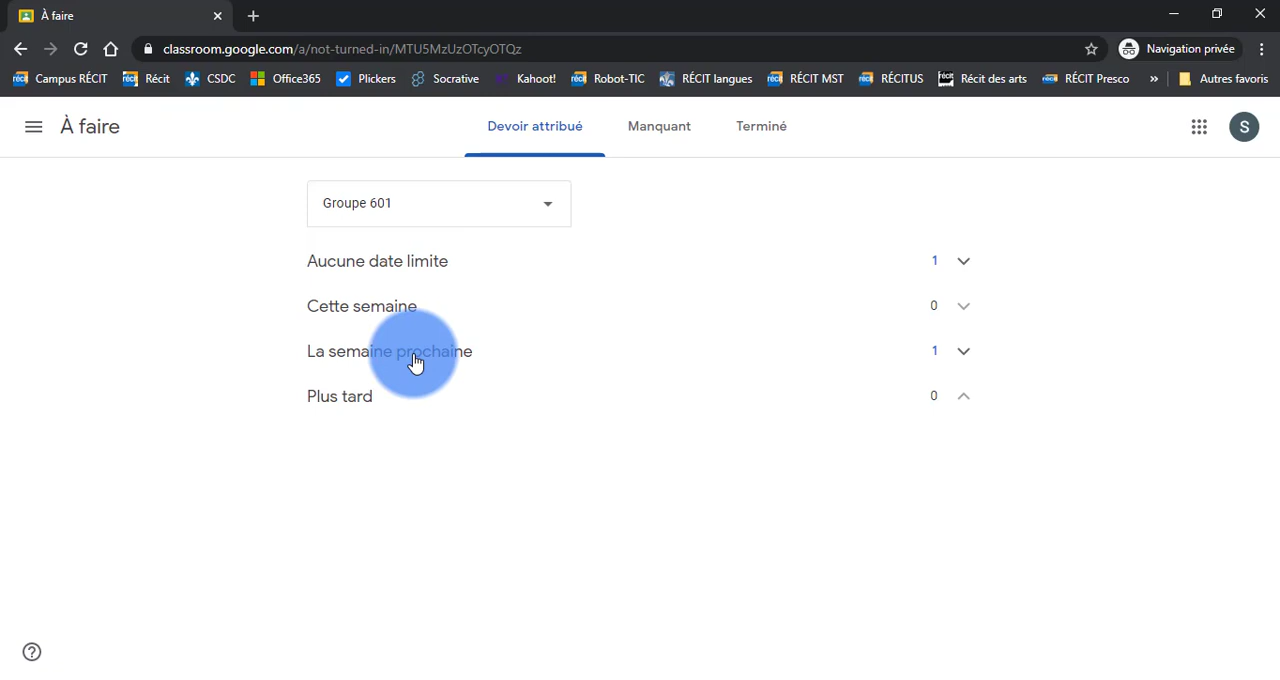 À faire
classroom.google.com/a/not-turned-in/MTU5MzUzOTcyOTQz
Navigation privée
Campus RÉCIT Récit CSDC Office365 Plickers Socrative Kahoot! Robot-TIC RÉCIT langues RÉCIT MST RÉCITUS Récit des arts RÉCIT Presco » Autres favoris
À faire
Devoir attribué Manquant Terminé
S
Groupe 601
Aucune date limite 1
Cette semaine 0
La semaine prochaine 1
Plus tard 0